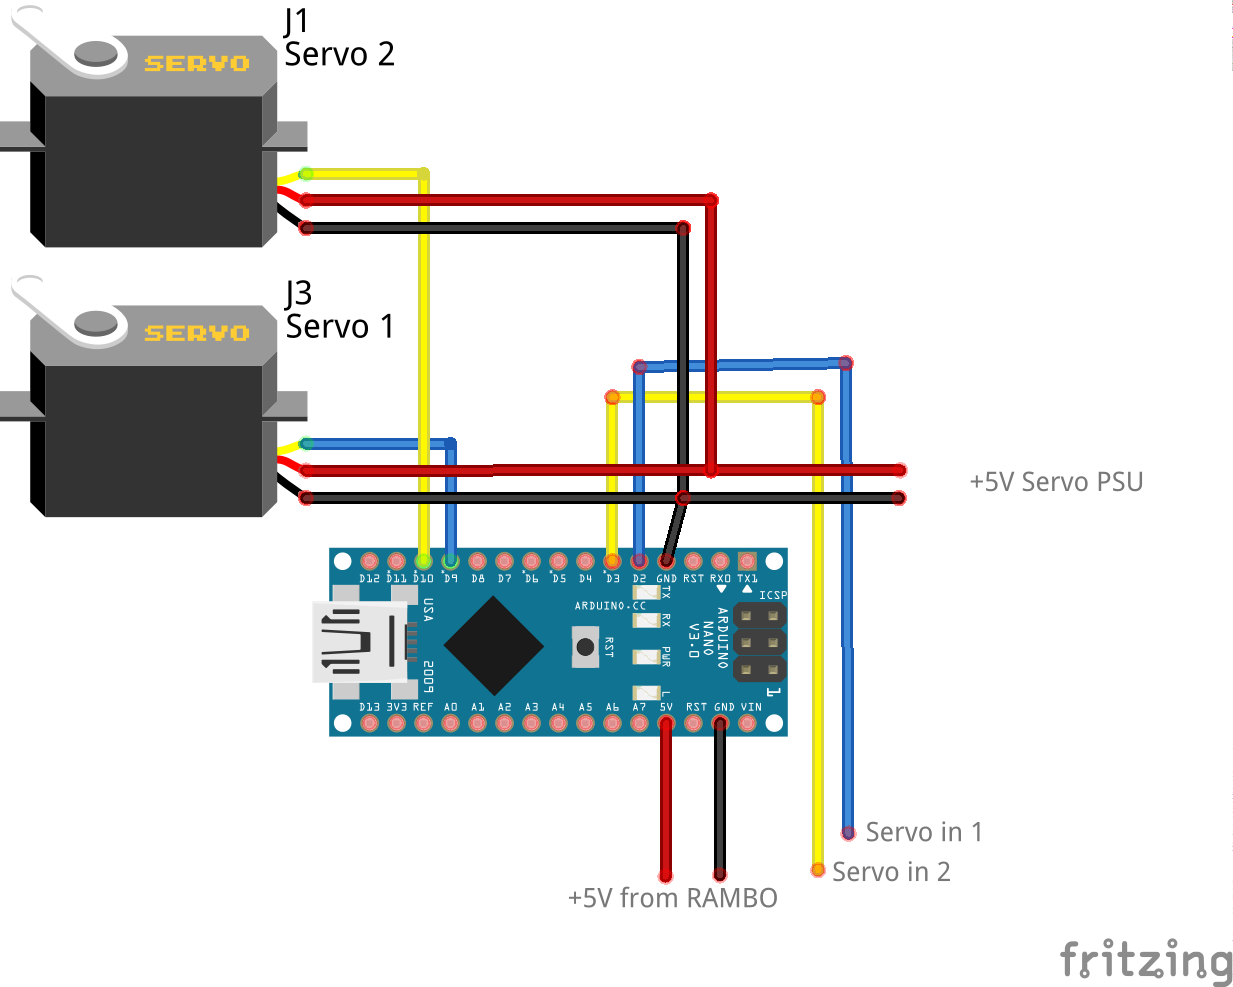 J1
Servo 2
SERVO
J3
Servo 1
SERVO
+5V Servo PSU
D12 D11 D10 D9 D8 D7 D6 D5 D4 D3 D2 GND RST RX0 TX1
ICSP
ARDUINO.CC
TX
RX
PWR
L
RST
USA
2009
ARDUINO
NANO
V3.0
1
D13 3V3 REF A0 A1 A2 A3 A4 A5 A6 A7 5V RST GND VIN
Servo in 1
Servo in 2
+5V from RAMBO
fritzing